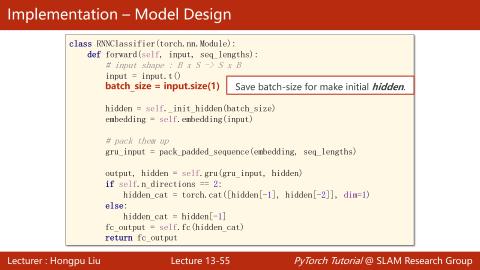 Implementation – Model Design
class RNNClassifier(torch.nn.Module):
def forward(self, input, seq_lengths):
# input shape : B x S -> S x B
input = input.t()
batch_size = input.size(1)
Save batch-size for make initial hidden.
hidden = self._init_hidden(batch_size)
embedding = self.embedding(input)
# pack them up
gru_input = pack_padded_sequence(embedding, seq_lengths)
output, hidden = self.gru(gru_input, hidden)
if self.n_directions == 2:
hidden_cat = torch.cat([hidden[-1], hidden[-2]], dim=1)
else:
hidden_cat = hidden[-1]
fc_output = self.fc(hidden_cat)
return fc_output
Lecturer : Hongpu Liu
Lecture 13-55
PyTorch Tutorial @ SLAM Research Group